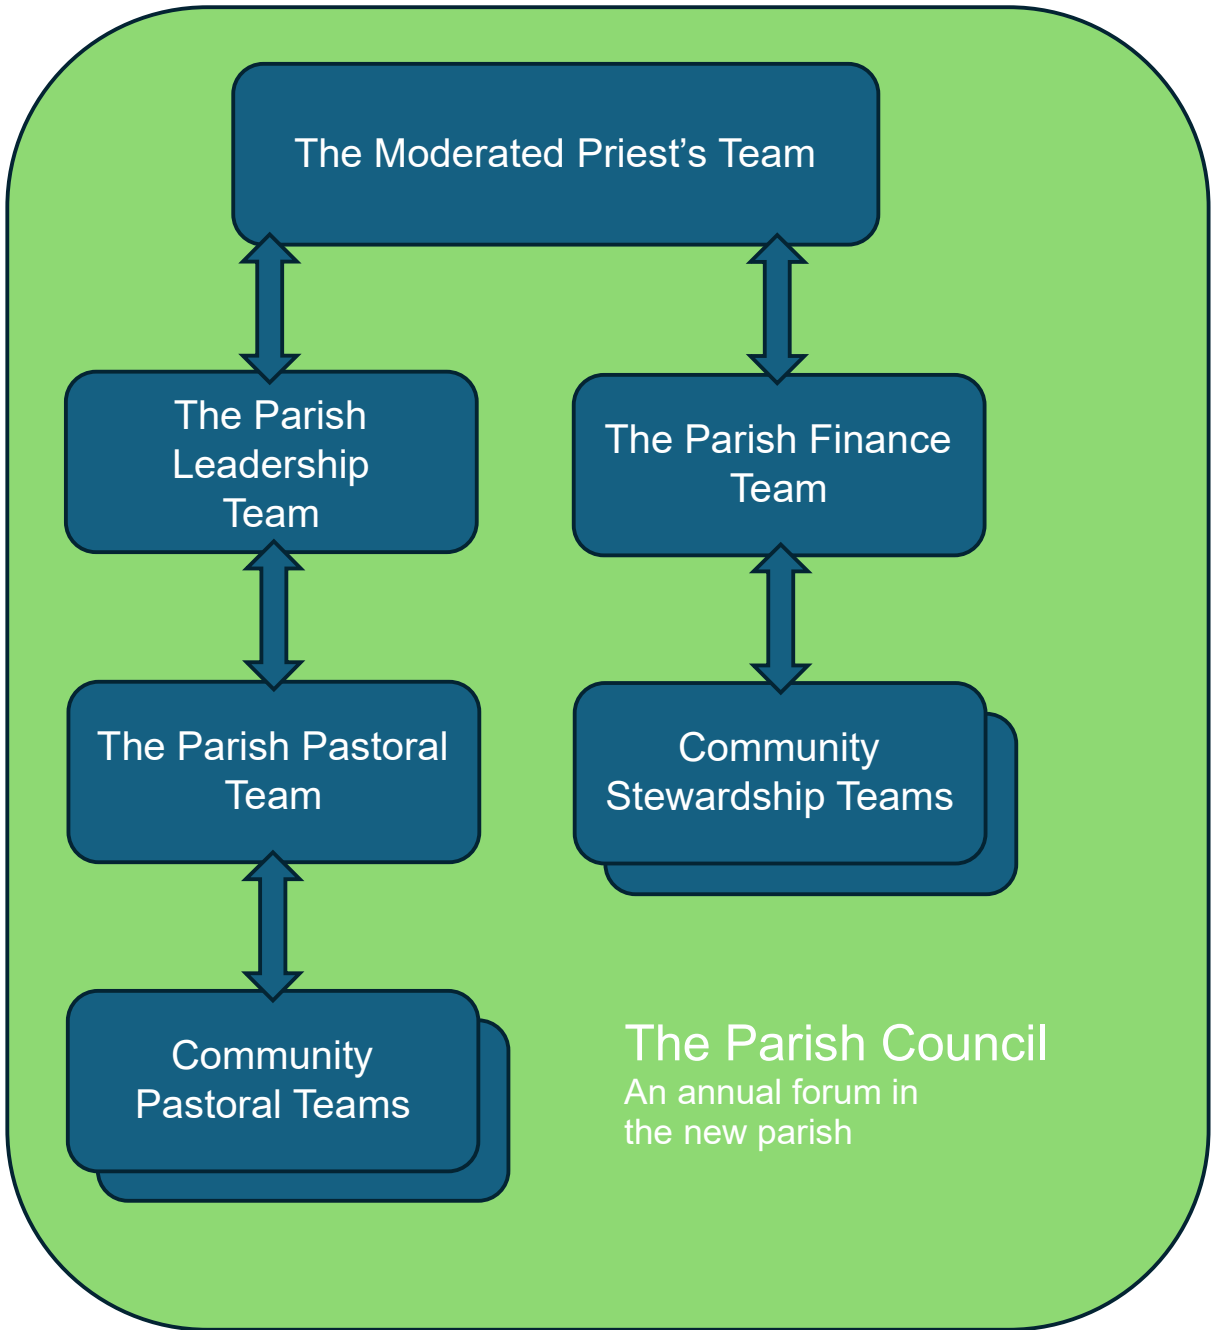 The Moderated Priest’s Team
The Parish
Leadership
Team
The Parish Finance
Team
The Parish Pastoral
Team
Community
Stewardship Teams
Community
Pastoral Teams
The Parish Council
An annual forum in
the new parish